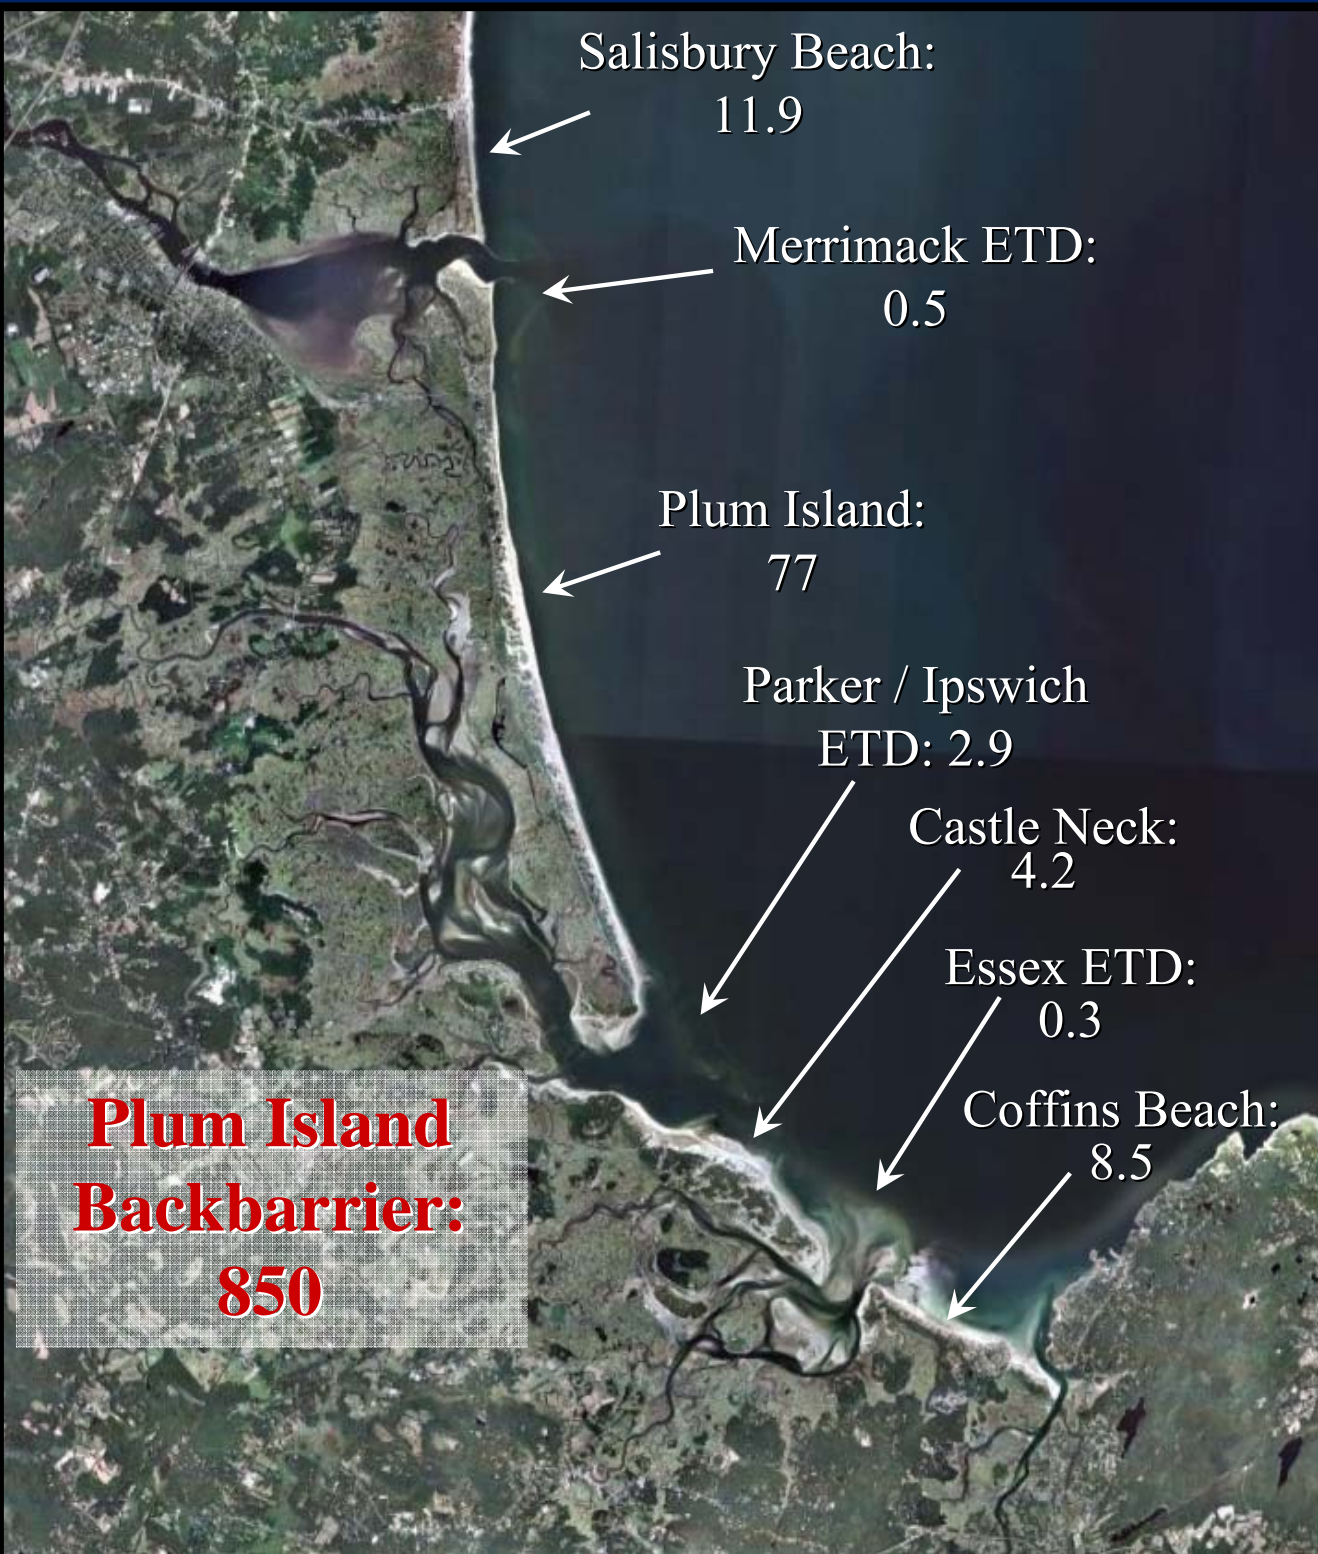 Salisbury Beach:
11.9
Merrimack ETD:
0.5
Plum Island:
77
Parker / Ipswich
ETD: 2.9
Castle Neck:
4.2
Essex ETD:
0.3
Coffins Beach:
8.5
Plum Island
Backbarrier:
850